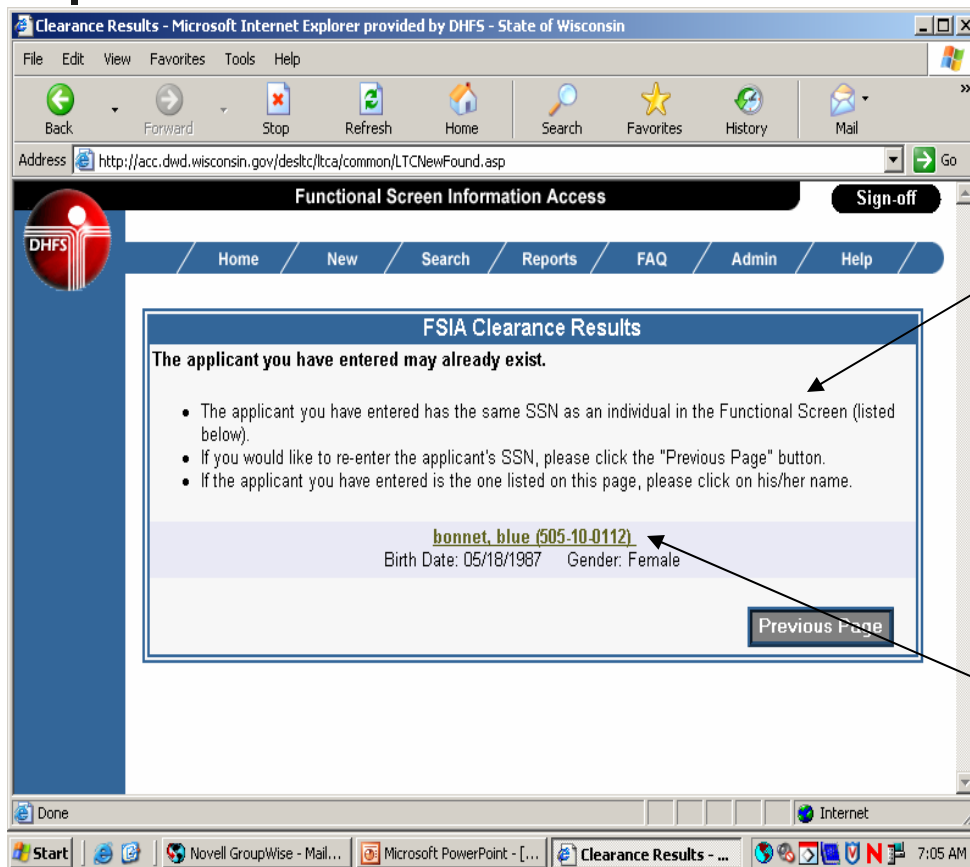 Clearance Results - Microsoft Internet Explorer provided by DHFS - State of Wisconsin
File Edit View Favorites Tools Help
Back Forward Stop Refresh Home Search Favorites History Mail
Address http://acc.dwd.wisconsin.gov/desltc/ltca/common/LTCNewFound.asp Go
Functional Screen Information Access Sign-off
DHFS
Home New Search Reports FAQ Admin Help
FSIA Clearance Results
The applicant you have entered may already exist.
• The applicant you have entered has the same SSN as an individual in the Functional Screen (listed
below).
• If you would like to re-enter the applicant's SSN, please click the "Previous Page" button.
• If the applicant you have entered is the one listed on this page, please click on his/her name.
bonnet, blue (505-10-0112)
Birth Date: 05/18/1987 Gender: Female
Previous Page
Done Internet
Start Novell GroupWise - Mail... Microsoft PowerPoint - [... Clearance Results - ... 7:05 AM